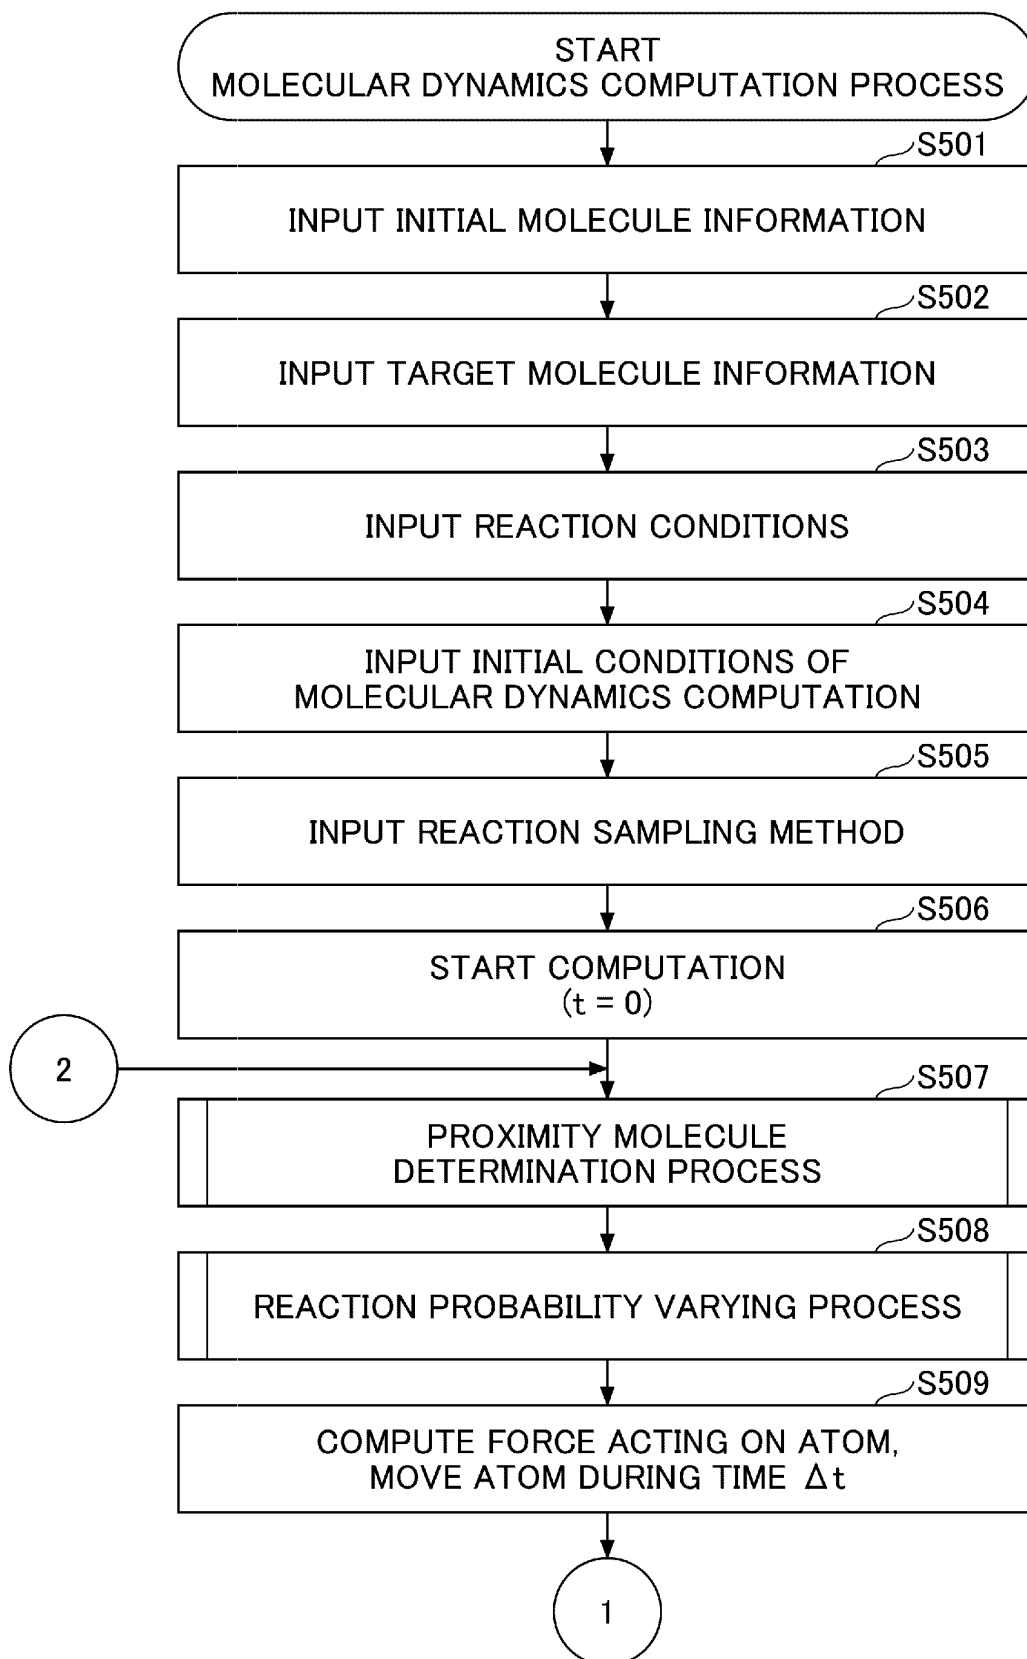 START
MOLECULAR DYNAMICS COMPUTATION PROCESS
S501
INPUT INITIAL MOLECULE INFORMATION
S502
INPUT TARGET MOLECULE INFORMATION
S503
INPUT REACTION CONDITIONS
S504
INPUT INITIAL CONDITIONS OF
MOLECULAR DYNAMICS COMPUTATION
S505
INPUT REACTION SAMPLING METHOD
S506
START COMPUTATION
(t = 0)
2
S507
PROXIMITY MOLECULE
DETERMINATION PROCESS
S508
REACTION PROBABILITY VARYING PROCESS
S509
COMPUTE FORCE ACTING ON ATOM,
MOVE ATOM DURING TIME Δt
1